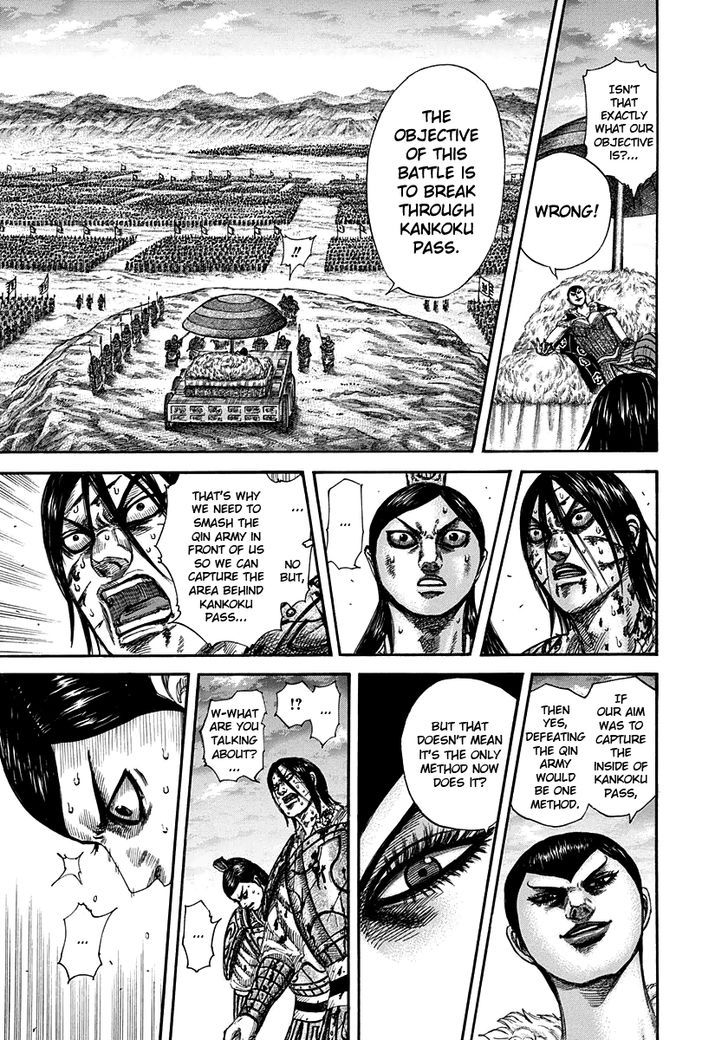 ISN'T
THAT
EXACTLY
WHAT OUR
OBJECTIVE
IS?...
WRONG!
THE
OBJECTIVE
OF THIS
BATTLE IS
TO BREAK
THROUGH
KANKOKU
PASS.
!!
...
NO
BUT,
THAT'S WHY
WE NEED TO
SMASH THE
QIN ARMY
IN FRONT OF
US SO WE
CAN CAPTURE
THE AREA
BEHIND
KANKOKU
PASS...
...
IF
OUR AIM
WAS TO
CAPTURE
THE
INSIDE OF
KANKOKU
PASS,
THEN
YES,
DEFEATING
THE QIN
ARMY
WOULD
BE ONE
METHOD.
BUT THAT
DOESN'T MEAN
IT'S THE ONLY
METHOD NOW
DOES IT?
...
!?
W-WHAT
ARE YOU
TALKING
ABOUT?
...
...
...
...